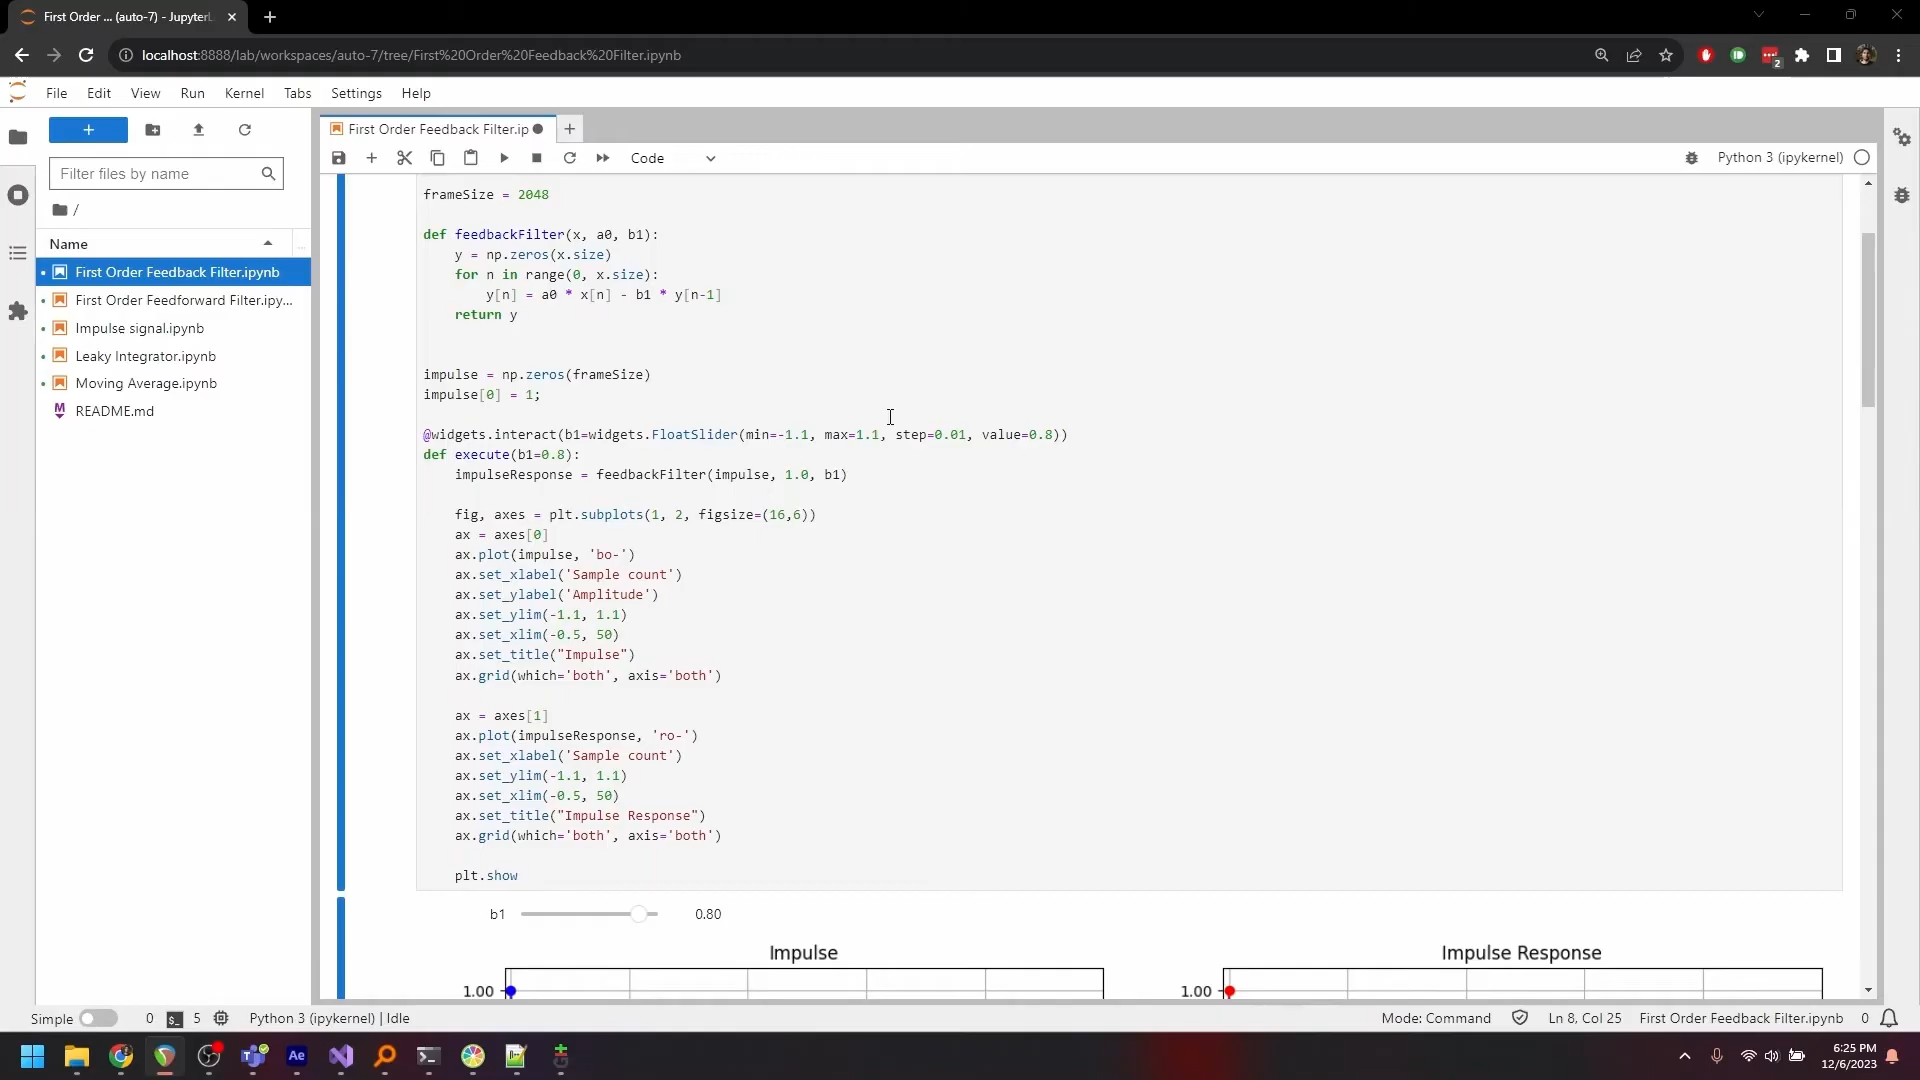 First Order ... (auto-7) - JupyterL
localhost:8888/lab/workspaces/auto-7/tree/First%20Order%20Feedback%20Filter.ipynb
2
File Edit View Run Kernel Tabs Settings Help
First Order Feedback Filter.ip
Filter files by name
Code
Python 3 (ipykernel)
/
Name
First Order Feedback Filter.ipynb
First Order Feedforward Filter.ipy...
Impulse signal.ipynb
Leaky Integrator.ipynb
Moving Average.ipynb
README.md
frameSize = 2048
def feedbackFilter(x, a0, b1):
y = np.zeros(x.size)
for n in range(0, x.size):
y[n] = a0 * x[n] - b1 * y[n-1]
return y
impulse = np.zeros(frameSize)
impulse[0] = 1;
@widgets.interact(b1=widgets.FloatSlider(min=-1.1, max=1.1, step=0.01, value=0.8))
def execute(b1=0.8):
impulseResponse = feedbackFilter(impulse, 1.0, b1)
fig, axes = plt.subplots(1, 2, figsize=(16,6))
ax = axes[0]
ax.plot(impulse, 'bo-')
ax.set_xlabel('Sample count')
ax.set_ylabel('Amplitude')
ax.set_ylim(-1.1, 1.1)
ax.set_xlim(-0.5, 50)
ax.set_title("Impulse")
ax.grid(which='both', axis='both')
ax = axes[1]
ax.plot(impulseResponse, 'ro-')
ax.set_xlabel('Sample count')
ax.set_ylim(-1.1, 1.1)
ax.set_xlim(-0.5, 50)
ax.set_title("Impulse Response")
ax.grid(which='both', axis='both')
plt.show
b1 0.80
Impulse
1.00
Impulse Response
1.00
Simple 0 5 Python 3 (ipykernel) | Idle
Mode: Command Ln 8, Col 25 First Order Feedback Filter.ipynb 0
Ae
6:25 PM
12/6/2023